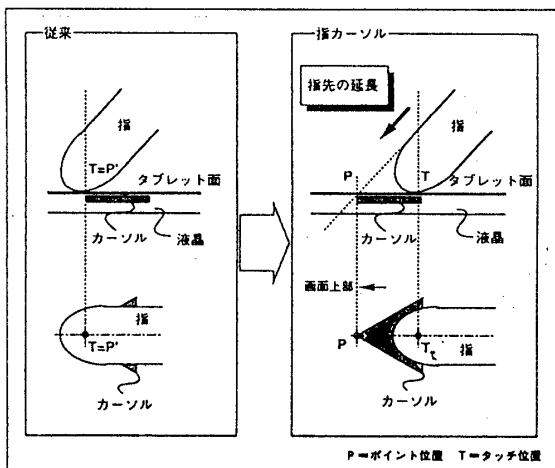 従来
指
T=P'
タブレット面
カーソル
液晶
指
T=P'
カーソル
指カーソル
指先の延長
指
P
T
タブレット面
カーソル
液晶
画面上部
P
Tt
指
カーソル
P=ポイント位置 T=タッチ位置